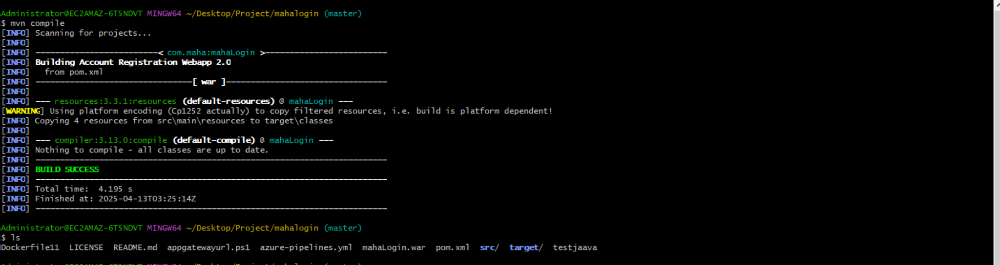 Administrator@EC2AMAZ-6T5NDVT MINGW64 ~/Desktop/Project/mahalogin (master)
$ mvn compile
[INFO] Scanning for projects...
[INFO]
[INFO] -------------------------< com.maha:mahaLogin >-------------------------
[INFO] Building Account Registration Webapp 2.0
[INFO]   from pom.xml
[INFO] --------------------------------[ war ]---------------------------------
[INFO]
[INFO] --- resources:3.3.1:resources (default-resources) @ mahaLogin ---
[WARNING] Using platform encoding (Cp1252 actually) to copy filtered resources, i.e. build is platform dependent!
[INFO] Copying 4 resources from src\main\resources to target\classes
[INFO]
[INFO] --- compiler:3.13.0:compile (default-compile) @ mahaLogin ---
[INFO] Nothing to compile - all classes are up to date.
[INFO] ------------------------------------------------------------------------
[INFO] BUILD SUCCESS
[INFO] ------------------------------------------------------------------------
[INFO] Total time:  4.195 s
[INFO] Finished at: 2025-04-13T03:25:14Z
[INFO] ------------------------------------------------------------------------
Administrator@EC2AMAZ-6T5NDVT MINGW64 ~/Desktop/Project/mahalogin (master)
$ ls
Dockerfile11  LICENSE  README.md  appgatewayurl.ps1  azure-pipelines.yml  mahaLogin.war  pom.xml  src/  target/  testjaava